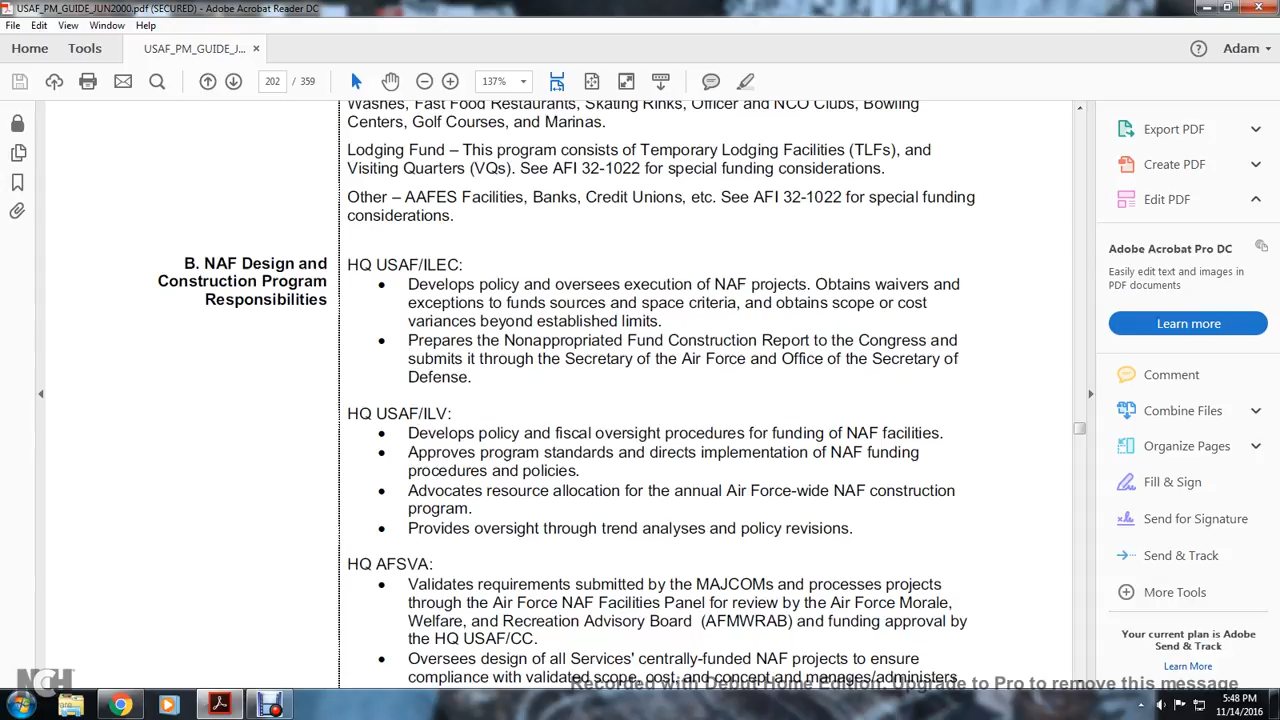 USAF_PM_GUIDE_JUN2000.pdf (SECURED) - Adobe Acrobat Reader DC
File Edit View Window Help
Home Tools USAF_PM_GUIDE_J... × Adam
202 / 359 137%
Washes, Fast Food Restaurants, Skating Rinks, Officer and NCO Clubs, Bowling
Centers, Golf Courses, and Marinas.
Lodging Fund – This program consists of Temporary Lodging Facilities (TLFs), and
Visiting Quarters (VQs). See AFI 32-1022 for special funding considerations.
Other – AAFES Facilities, Banks, Credit Unions, etc. See AFI 32-1022 for special funding
considerations.
B. NAF Design and
Construction Program
Responsibilities
HQ USAF/ILEC:
• Develops policy and oversees execution of NAF projects. Obtains waivers and
exceptions to funds sources and space criteria, and obtains scope or cost
variances beyond established limits.
• Prepares the Nonappropriated Fund Construction Report to the Congress and
submits it through the Secretary of the Air Force and Office of the Secretary of
Defense.
HQ USAF/ILV:
• Develops policy and fiscal oversight procedures for funding of NAF facilities.
• Approves program standards and directs implementation of NAF funding
procedures and policies.
• Advocates resource allocation for the annual Air Force-wide NAF construction
program.
• Provides oversight through trend analyses and policy revisions.
HQ AFSVA:
• Validates requirements submitted by the MAJCOMs and processes projects
through the Air Force NAF Facilities Panel for review by the Air Force Morale,
Welfare, and Recreation Advisory Board (AFMWRAB) and funding approval by
the HQ USAF/CC.
• Oversees design of all Services' centrally-funded NAF projects to ensure
compliance with validated scope, cost, and concept and manages/administers
Export PDF
Create PDF
Edit PDF
Adobe Acrobat Pro DC
Easily edit text and images in
PDF documents
Learn more
Comment
Combine Files
Organize Pages
Fill & Sign
Send for Signature
Send & Track
More Tools
Your current plan is Adobe
Send & Track
Learn More
NCH
Recorded with Debut Home Edition. Upgrade to Pro to remove this message
5:48 PM
11/14/2016